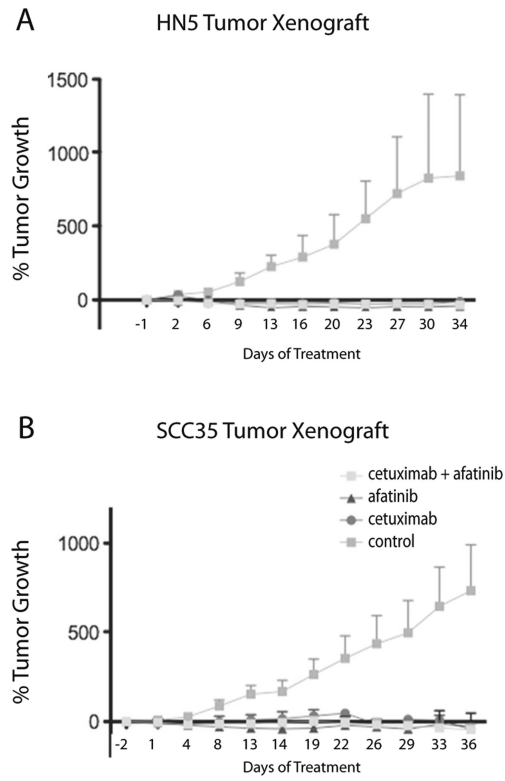 A
HN5 Tumor Xenograft
% Tumor Growth
1500
1000
500
0
-1 2 6 9 13 16 20 23 27 30 34
Days of Treatment
B
SCC35 Tumor Xenograft
cetuximab + afatinib
afatinib
cetuximab
control
% Tumor Growth
1000
500
0
-2 1 4 8 13 14 19 22 26 29 33 36
Days of Treatment